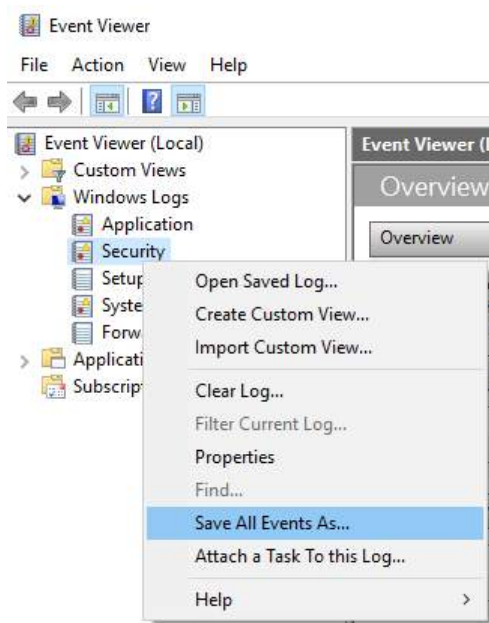 Event Viewer
File Action View Help
Event Viewer (Local)
Custom Views
Windows Logs
Application
Security
Setup
Syste
Forw
Applicati
Subscrip
Event Viewer (
Overview
Overview
Open Saved Log...
Create Custom View...
Import Custom View...
Clear Log...
Filter Current Log...
Properties
Find...
Save All Events As...
Attach a Task To this Log...
Help